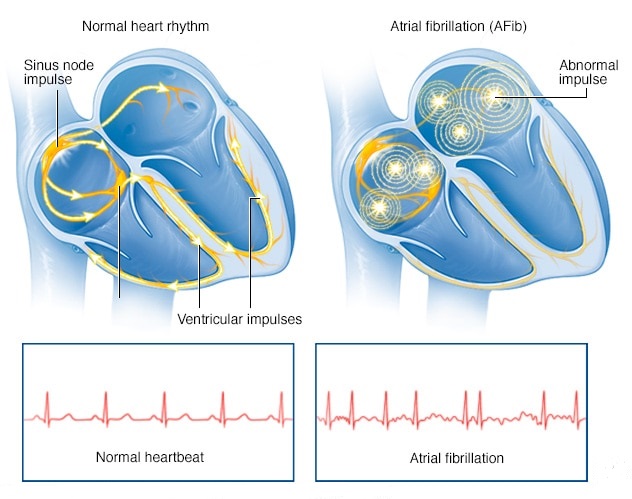 Normal heart rhythm
Atrial fibrillation (AFib)
Sinus node
impulse
Abnormal
impulse
Ventricular impulses
Normal heartbeat
Atrial fibrillation